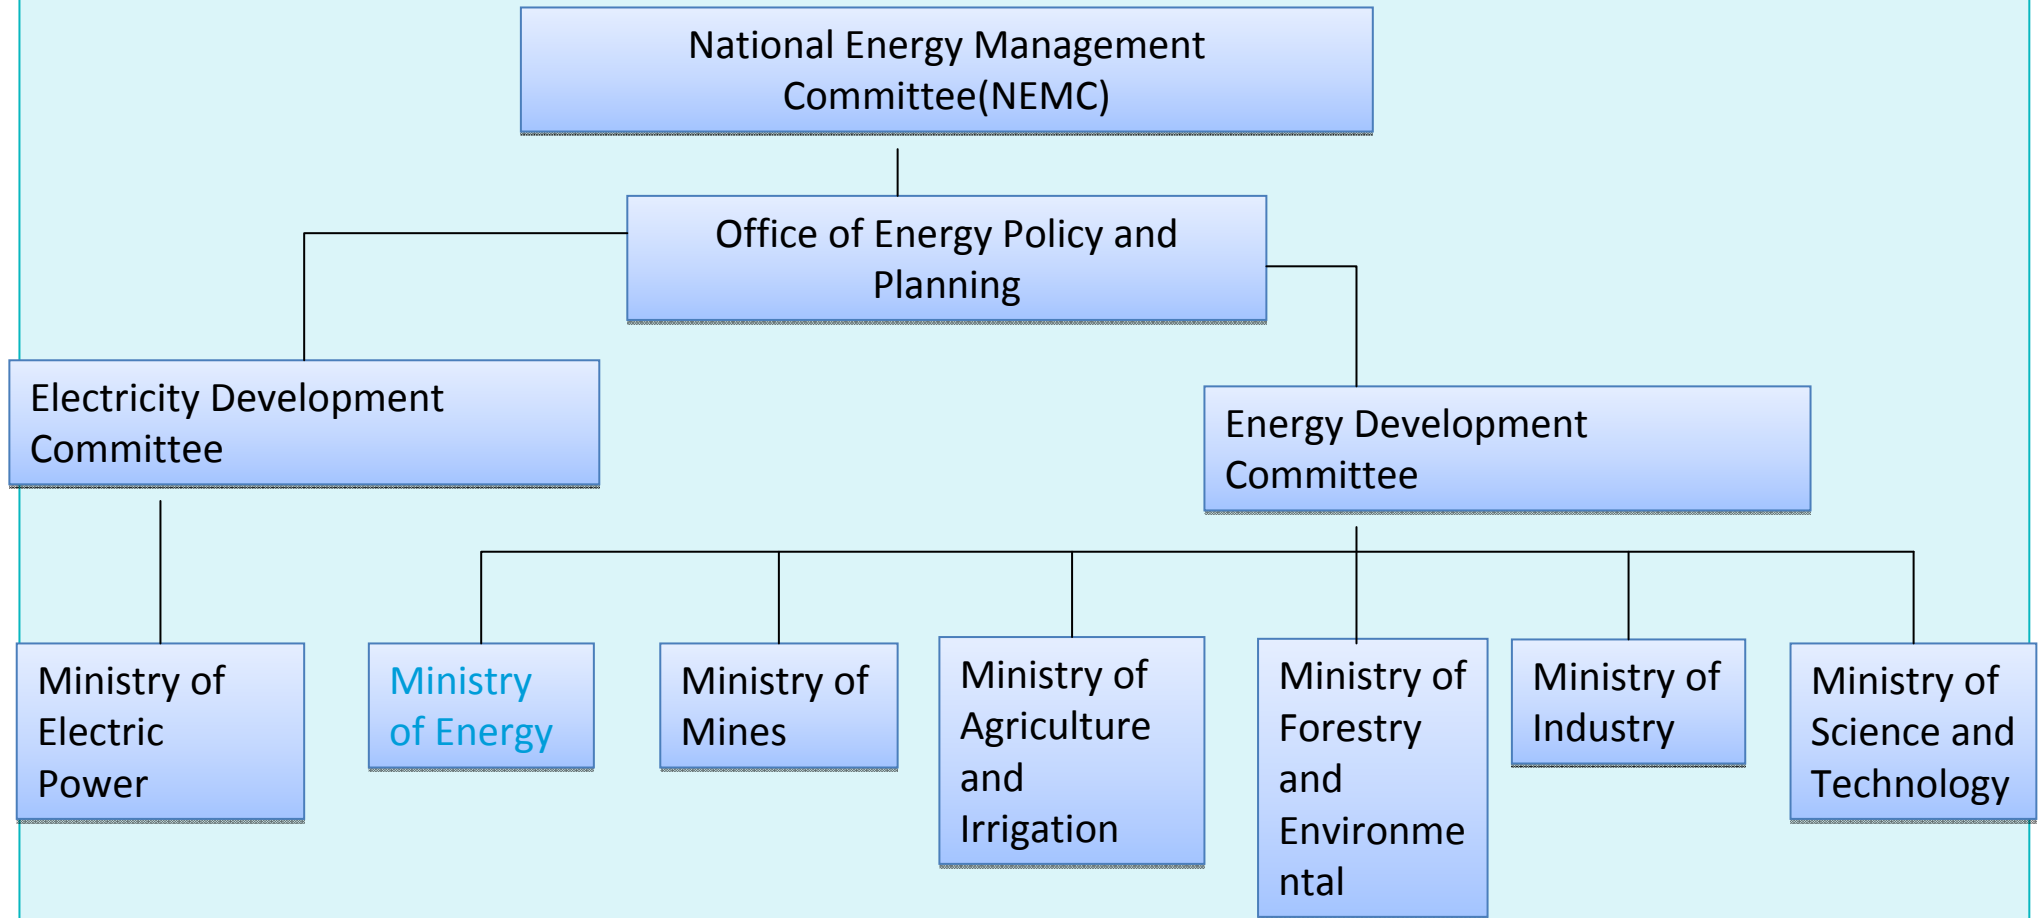 National Energy Management
Committee(NEMC)
Office of Energy Policy and
Planning
Electricity Development
Committee
Energy Development
Committee
Ministry of
Electric
Power
Ministry
of Energy
Ministry of
Mines
Ministry of
Agriculture
and
Irrigation
Ministry of
Forestry
and
Environme
ntal
Ministry of
Industry
Ministry of
Science and
Technology